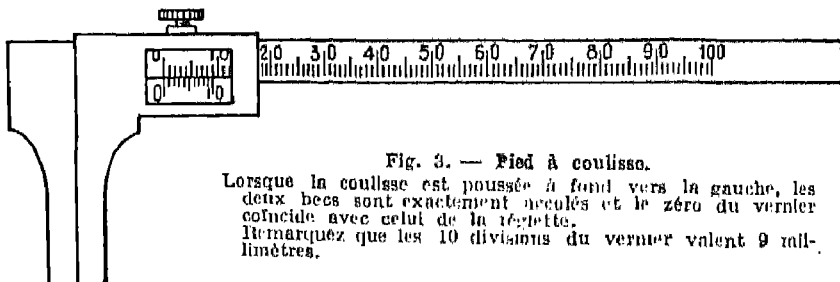 0 10 20 30 40 50 60 70 80 90 100
0 10
Fig. 3. — Pied à coulisse.
Lorsque la coulisse est poussée à fond vers la gauche, les
deux becs sont exactement accolés et le zéro du vernier
coïncide avec celui de la réglette.
Remarquez que les 10 divisions du vernier valent 9 mil-
limètres.